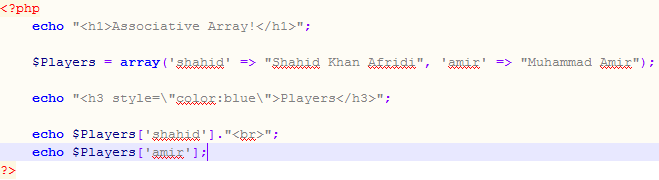 <?php
echo "<h1>Associative Array!</h1>";
$Players = array('shahid' => "Shahid Khan Afridi", 'amir' => "Muhammad Amir");
echo "<h3 style=\"color:blue\">Players</h3>";
echo $Players['shahid']."<br>";
echo $Players['amir'];
?>